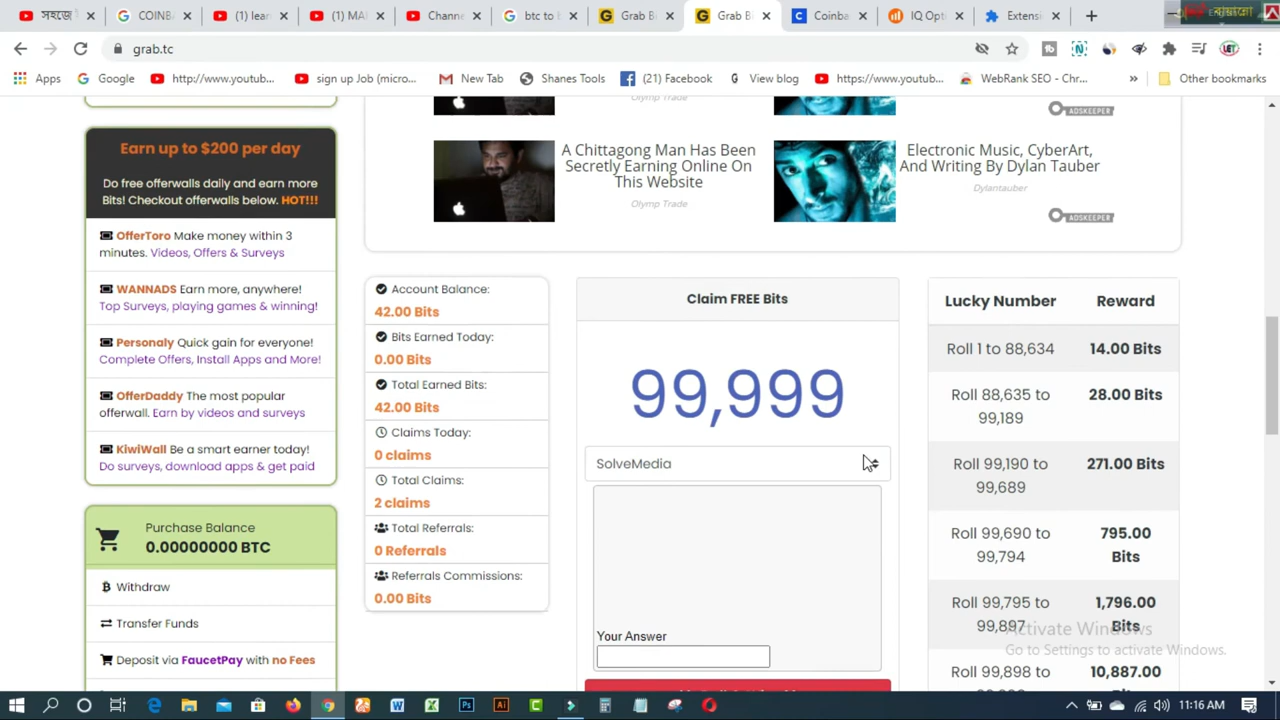 সহজে
COINB
(1) lear
(1) MA
Channe
btc to
Grab B
Grab B
Coinba
IQ Op
Extensi
grab.tc
Apps
Google
http://www.youtub...
sign up Job (micro...
New Tab
Shanes Tools
(21) Facebook
View blog
https://www.youtub...
WebRank SEO - Chr...
Other bookmarks
Earn up to $200 per day
Do free offerwalls daily and earn more
Bits! Checkout offerwalls below. HOT!!!
OfferToro Make money within 3
minutes. Videos, Offers & Surveys
WANNADS Earn more, anywhere!
Top Surveys, playing games & winning!
Personaly Quick gain for everyone!
Complete Offers, Install Apps and More!
OfferDaddy The most popular
offerwall. Earn by videos and surveys
KiwiWall Be a smart earner today!
Do surveys, download apps & get paid
Purchase Balance
0.00000000 BTC
Withdraw
Transfer Funds
Deposit via FaucetPay with no Fees
Olymp Trade
ADSKEEPER
A Chittagong Man Has Been
Secretly Earning Online On
This Website
Olymp Trade
Electronic Music, CyberArt,
And Writing By Dylan Tauber
Dylantauber
ADSKEEPER
Account Balance:
42.00 Bits
Bits Earned Today:
0.00 Bits
Total Earned Bits:
42.00 Bits
Claims Today:
0 claims
Total Claims:
2 claims
Total Referrals:
0 Referrals
Referrals Commissions:
0.00 Bits
Claim FREE Bits
99,999
SolveMedia
Your Answer
Lucky Number Reward
Roll 1 to 88,634 14.00 Bits
Roll 88,635 to
99,189
28.00 Bits
Roll 99,190 to
99,689
271.00 Bits
Roll 99,690 to
99,794
795.00
Bits
Roll 99,795 to
99,897
1,796.00
Bits
Roll 99,898 to
10,887.00
Activate Windows
Go to Settings to activate Windows.
11:16 AM